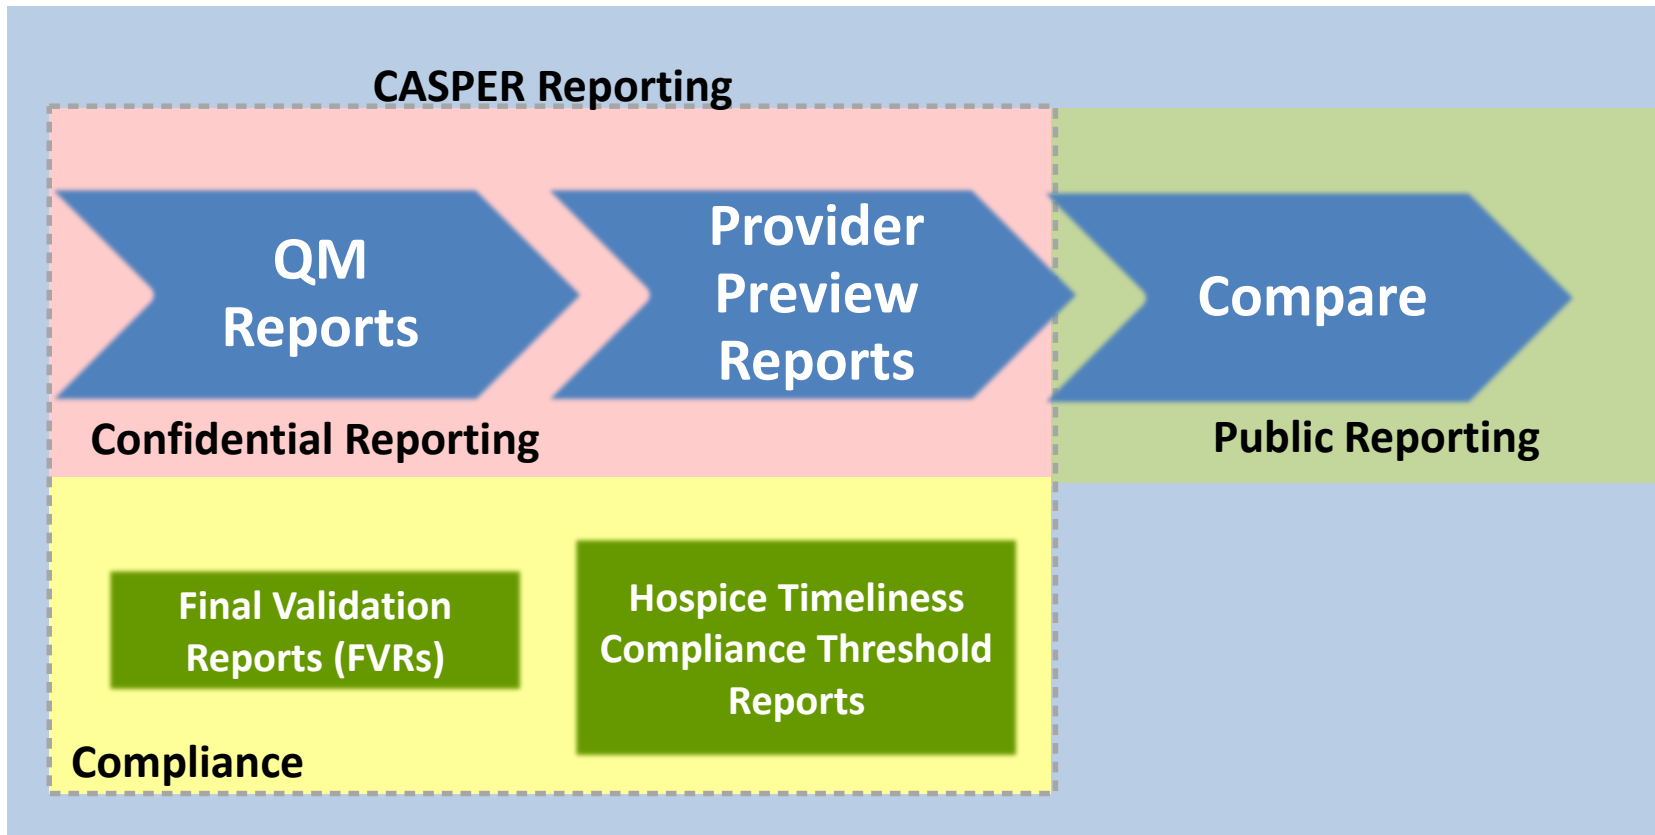 CASPER Reporting
QM
Reports
Provider
Preview
Reports
Compare
Confidential Reporting
Public Reporting
Final Validation
Reports (FVRs)
Hospice Timeliness
Compliance Threshold
Reports
Compliance